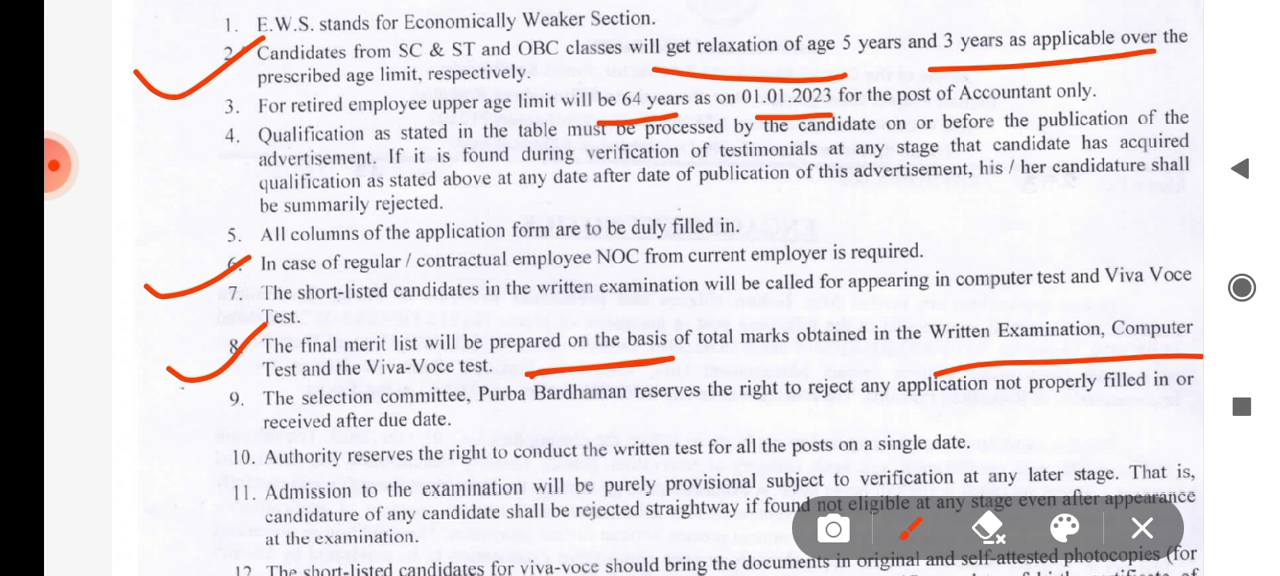 1. E.W.S. stands for Economically Weaker Section.
2. Candidates from SC & ST and OBC classes will get relaxation of age 5 years and 3 years as applicable over the
prescribed age limit, respectively.
3. For retired employee upper age limit will be 64 years as on 01.01.2023 for the post of Accountant only.
4. Qualification as stated in the table must be processed by the candidate on or before the publication of the
advertisement. If it is found during verification of testimonials at any stage that candidate has acquired
qualification as stated above at any date after date of publication of this advertisement, his / her candidature shall
be summarily rejected.
5. All columns of the application form are to be duly filled in.
6. In case of regular / contractual employee NOC from current employer is required.
7. The short-listed candidates in the written examination will be called for appearing in computer test and Viva Voce
Test.
8. The final merit list will be prepared on the basis of total marks obtained in the Written Examination, Computer
Test and the Viva-Voce test.
9. The selection committee, Purba Bardhaman reserves the right to reject any application not properly filled in or
received after due date.
10. Authority reserves the right to conduct the written test for all the posts on a single date.
11. Admission to the examination will be purely provisional subject to verification at any later stage. That is,
candidature of any candidate shall be rejected straightway if found not eligible at any stage even after appearance
at the examination.
12. The short-listed candidates for viva-voce should bring the documents in original and self-attested photocopies (for